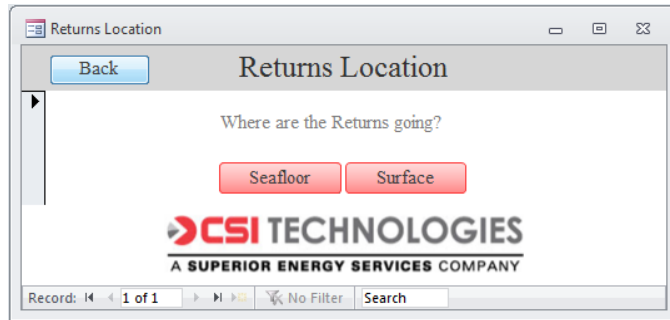 Returns Location
Back Returns Location
Where are the Returns going?
Seafloor Surface
CSI TECHNOLOGIES
A SUPERIOR ENERGY SERVICES COMPANY
Record: 1 of 1 No Filter Search